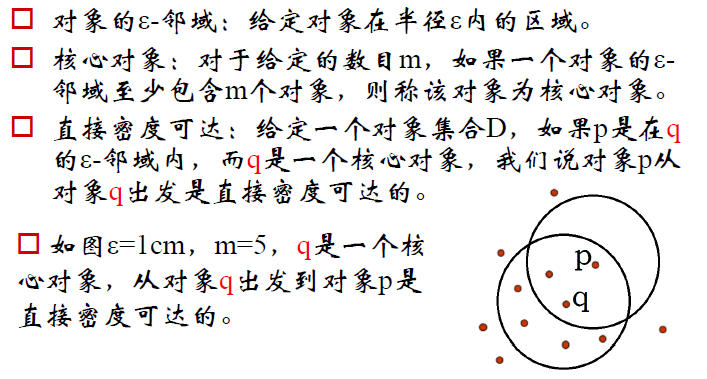 对象的ε-邻域：给定对象在半径ε内的区域。
核心对象：对于给定的数目m，如果一个对象的ε-
邻域至少包含m个对象，则称该对象为核心对象。
直接密度可达：给定一个对象集合D，如果p是在q
的ε-邻域内，而q是一个核心对象，我们说对象p从
对象q出发是直接密度可达的。
如图ε=1cm，m=5，q是一个核
心对象，从对象q出发到对象p是
直接密度可达的。
p
q